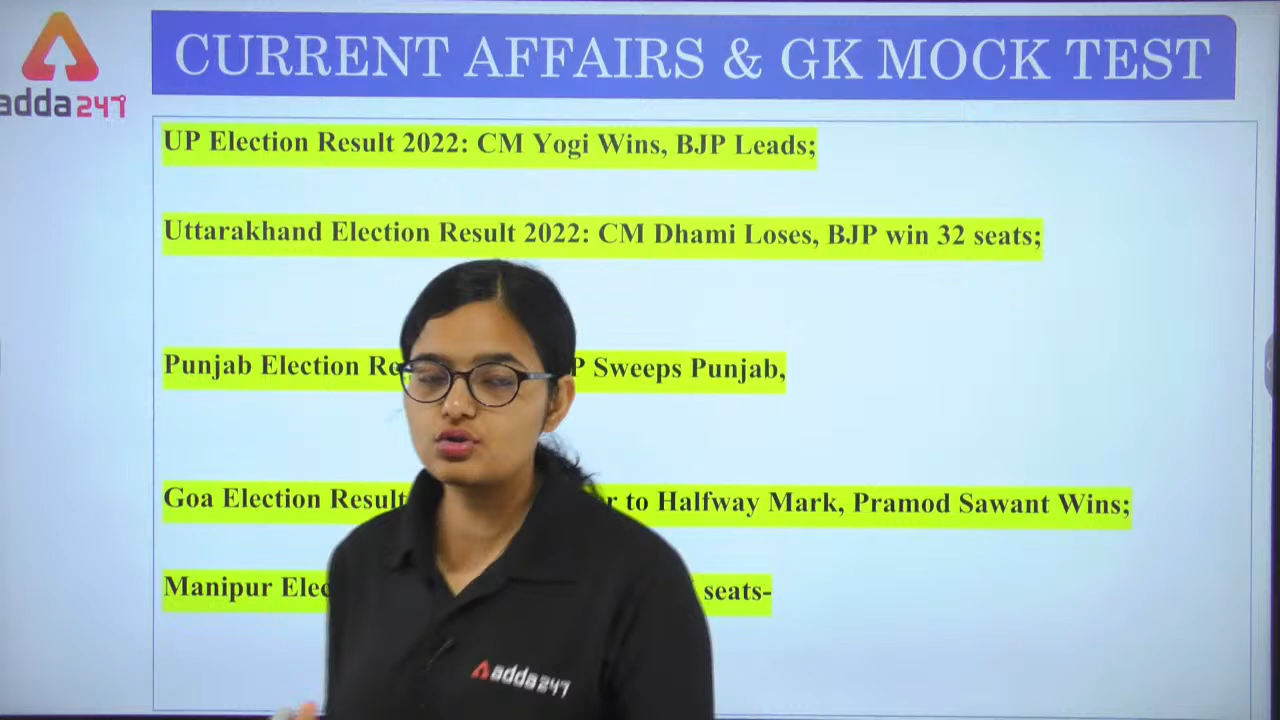 CURRENT AFFAIRS & GK MOCK TEST
adda247
UP Election Result 2022: CM Yogi Wins, BJP Leads;
Uttarakhand Election Result 2022: CM Dhami Loses, BJP win 32 seats;
Punjab Election Sweeps Punjab,
Goa Election Result to Halfway Mark, Pramod Sawant Wins;
Manipur seats-
adda247